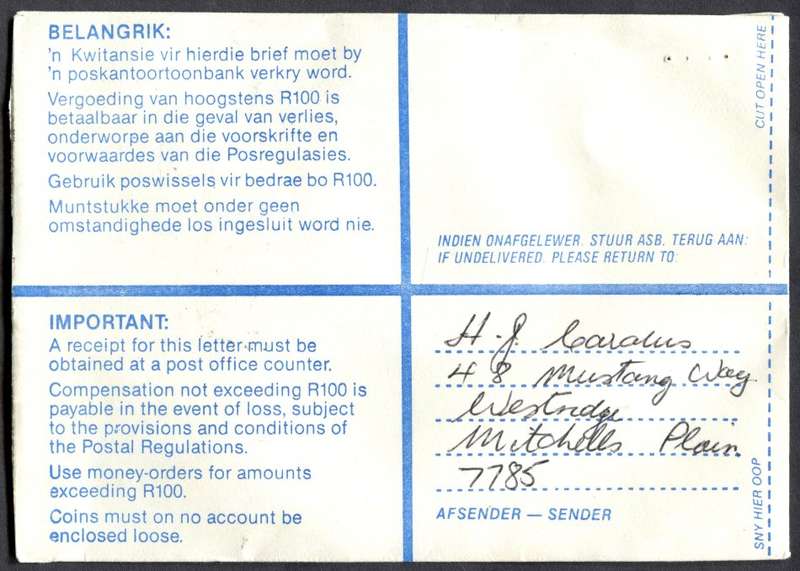 BELANGRIK:
'n Kwitansie vir hierdie brief moet by
'n poskantoortoonbank verkry word.
Vergoeding van hoogstens R100 is
betaalbaar in die geval van verlies,
onderworpe aan die voorskrifte en
voorwaardes van die Posregulasies.
Gebruik poswissels vir bedrae bo R100.
Muntstukke moet onder geen
omstandighede los ingesluit word nie.
CUT OPEN HERE
INDIEN ONAFGELEWER. STUUR ASB. TERUG AAN:
IF UNDELIVERED. PLEASE RETURN TO:
IMPORTANT:
A receipt for this letter must be
obtained at a post office counter.
Compensation not exceeding R100 is
payable in the event of loss, subject
to the provisions and conditions of
the Postal Regulations.
Use money-orders for amounts
exceeding R100.
Coins must on no account be
enclosed loose.
H.J.
48 Mustang Way
Westridge
Mitchells Plain
7785
AFSENDER — SENDER
SNY HIER OOP